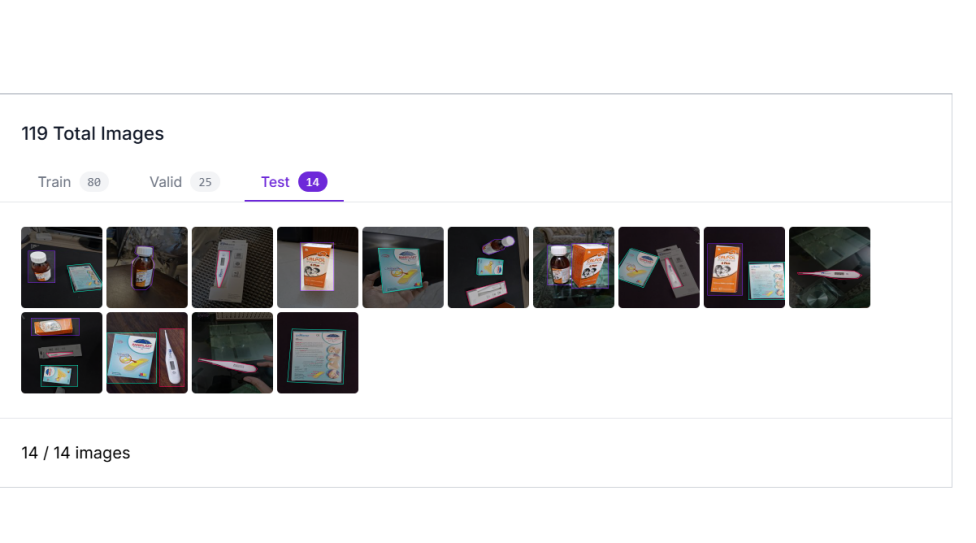 119 Total Images
Train 80 Valid 25 Test 14
14 / 14 images